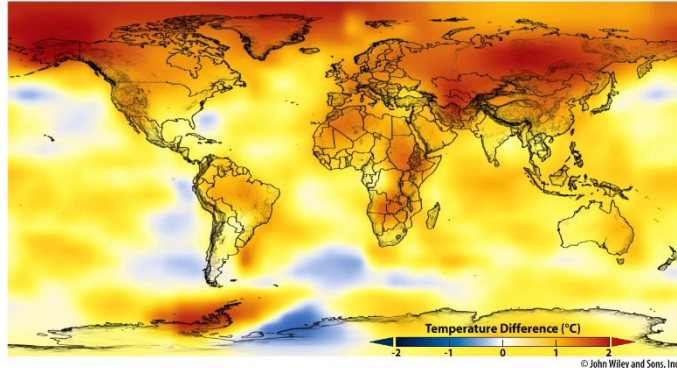 Temperature Difference (°C)
-2 -1 0 1 2
© John Wiley and Sons, Inc